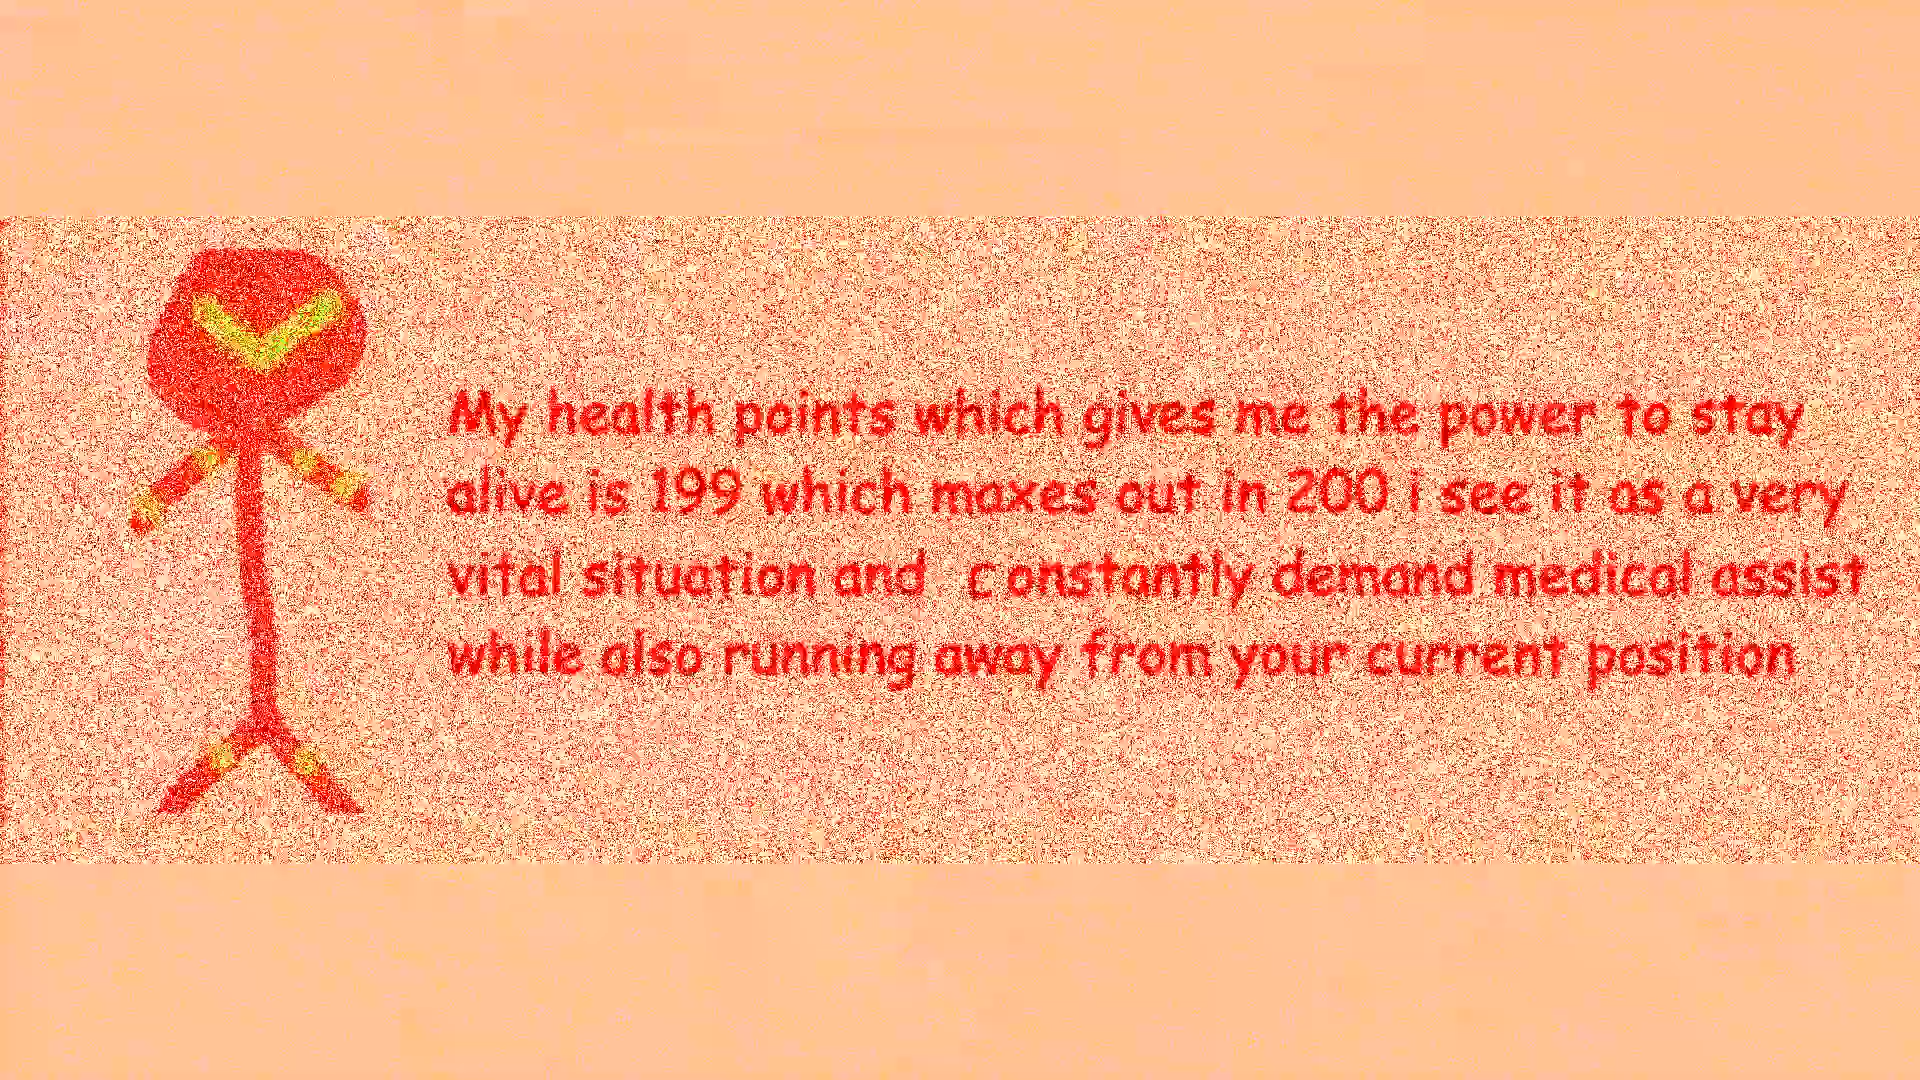 My health points which gives me the power to stay
alive is 199 which maxes out in 200 i see it as a very
vital situation and constantly demand medical assist
while also running away from your current position